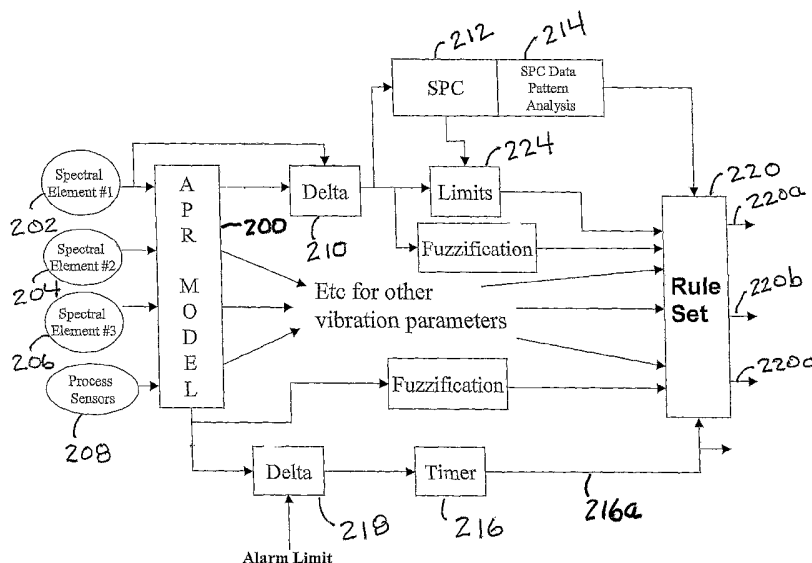 212
214
SPC
SPC Data
Pattern
Analysis
Spectral
Element #1
202
A
P
R
M
O
D
E
L
200
Delta
210
224
Limits
Fuzzification
220
220a
Spectral
Element #2
204
Spectral
Element #3
206
Etc for other
vibration parameters
Rule
Set
220b
220c
Process
Sensors
208
Fuzzification
Delta
218
Timer
216
216a
Alarm Limit